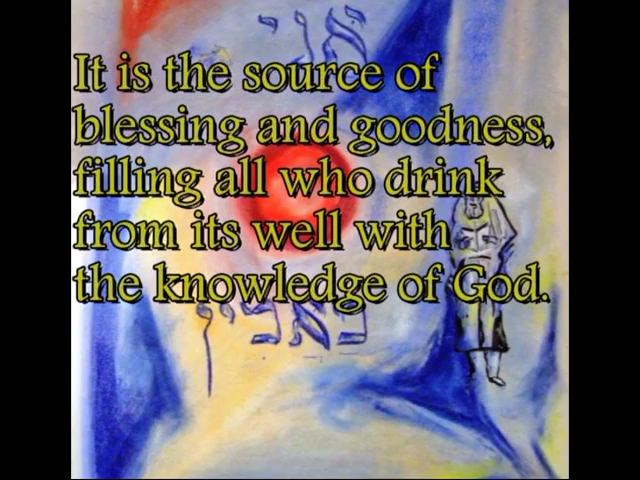 It is the source of
blessing and goodness,
filling all who drink
from its well with
the knowledge of God.